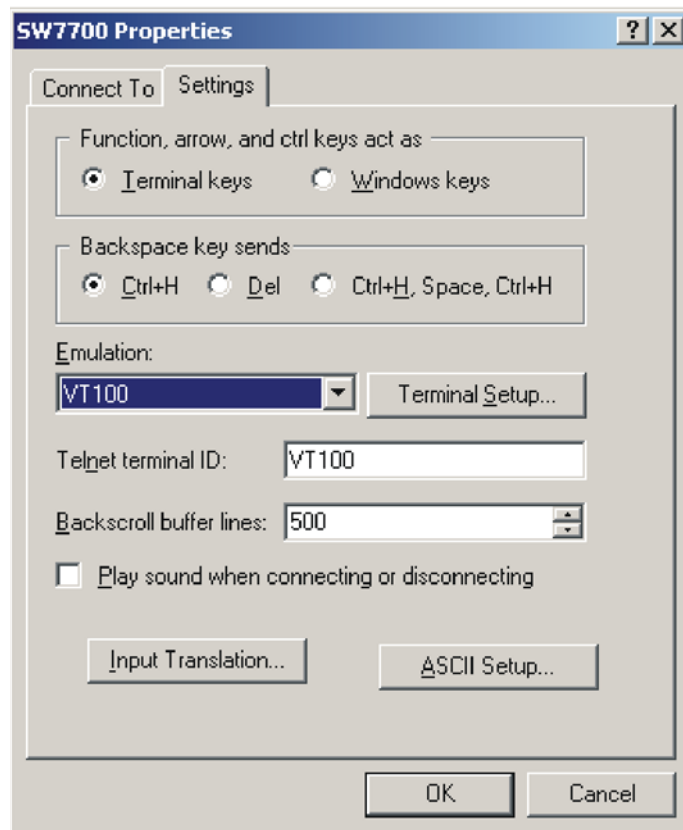 SW7700 Properties
Connect To Settings
Function, arrow, and ctrl keys act as
Terminal keys Windows keys
Backspace key sends
Ctrl+H Del Ctrl+H, Space, Ctrl+H
Emulation:
VT100 Terminal Setup...
Telnet terminal ID: VT100
Backscroll buffer lines: 500
Play sound when connecting or disconnecting
Input Translation... ASCII Setup...
OK Cancel